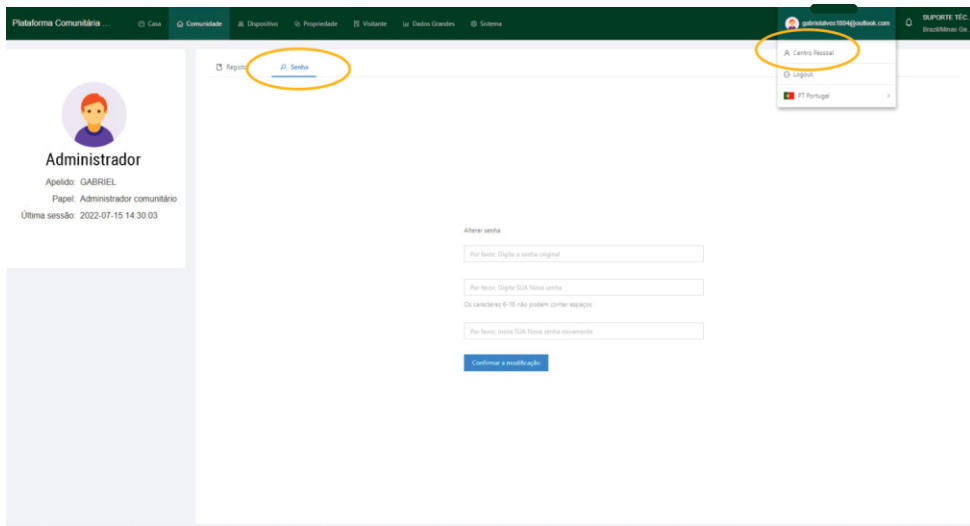 Plataforma Comunitária ... Casa Comunidade Dispositivo Propriedade Visitante Dados Grandes Sistema gabrielalvez1004@outlook.com SUPORTE TÉC.
Brazil/Minas Ge.
Registo Senha
Centro Pessoal
Logout
PT Portugal
Administrador
Apelido: GABRIEL
Papel: Administrador comunitário
Última sessão: 2022-07-15 14:30:03
Alterar senha
Por favor, Digite a senha original
Por favor, Digite SUA Nova senha
Os caracteres 6-16 não podem conter espaços
Por favor, insira SUA Nova senha novamente
Confirmar a modificação